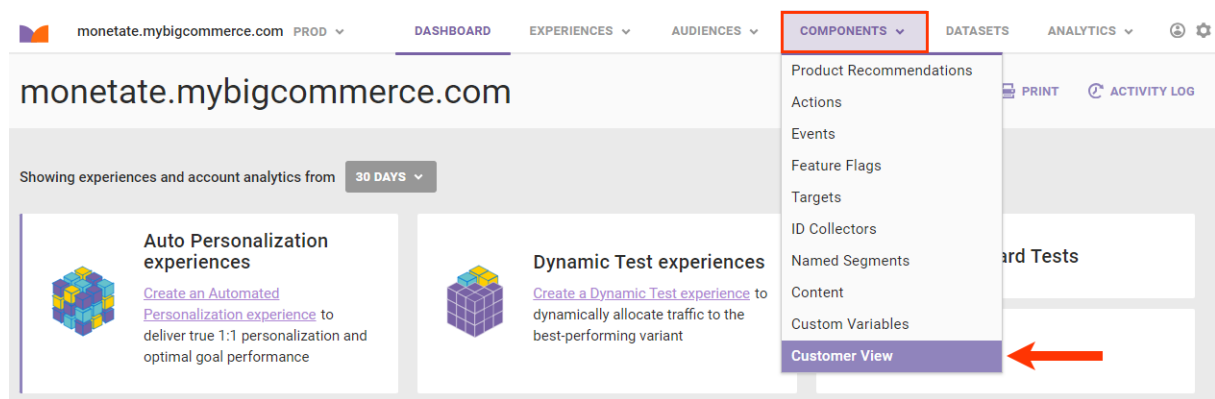 monetate.mybigcommerce.com PROD
DASHBOARD
EXPERIENCES
AUDIENCES
COMPONENTS
DATASETS
ANALYTICS
monetate.mybigcommerce.com
PRINT
ACTIVITY LOG
Product Recommendations
Actions
Events
Feature Flags
Targets
ID Collectors
Named Segments
Content
Custom Variables
Customer View
Showing experiences and account analytics from 30 DAYS
Auto Personalization
experiences
Create an Automated
Personalization experience to
deliver true 1:1 personalization and
optimal goal performance
Dynamic Test experiences
Create a Dynamic Test experience to
dynamically allocate traffic to the
best-performing variant
Tests